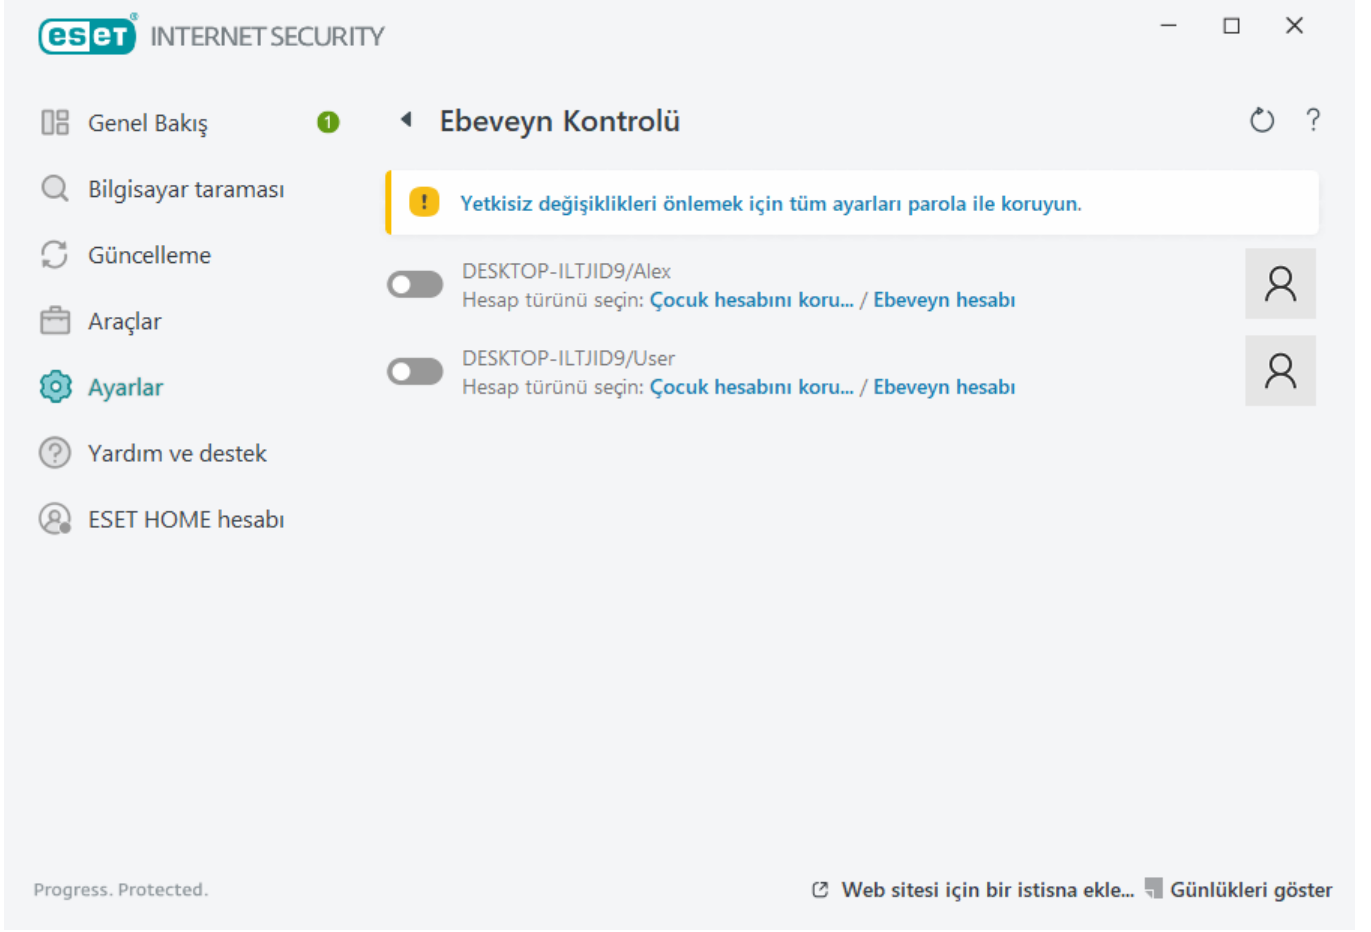 eset® INTERNET SECURITY
Genel Bakış 1
Bilgisayar taraması
Güncelleme
Araçlar
Ayarlar
Yardım ve destek
ESET HOME hesabı
Ebeveyn Kontrolü ?
! Yetkisiz değişiklikleri önlemek için tüm ayarları parola ile koruyun.
DESKTOP-ILTJID9/Alex
Hesap türünü seçin: Çocuk hesabını koru... / Ebeveyn hesabı
DESKTOP-ILTJID9/User
Hesap türünü seçin: Çocuk hesabını koru... / Ebeveyn hesabı
Progress. Protected.
Web sitesi için bir istisna ekle... Günlükleri göster